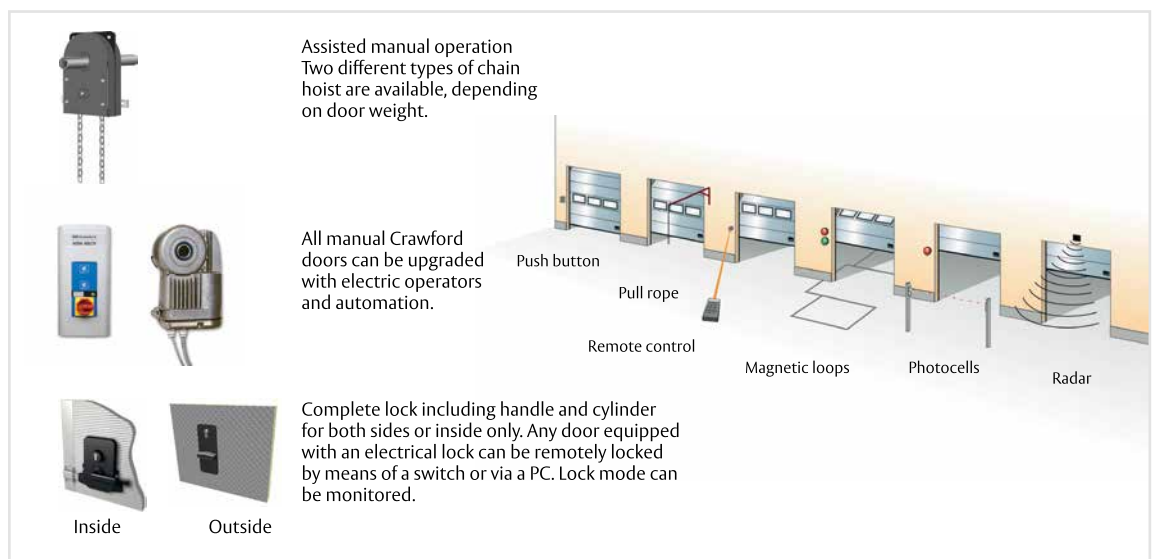 Assisted manual operation
Two different types of chain
hoist are available, depending
on door weight.
All manual Crawford
doors can be upgraded
with electric operators
and automation.
Push button
Pull rope
Remote control
Magnetic loops
Photocells
Radar
Complete lock including handle and cylinder
for both sides or inside only. Any door equipped
with an electrical lock can be remotely locked
by means of a switch or via a PC. Lock mode can
be monitored.
Inside
Outside